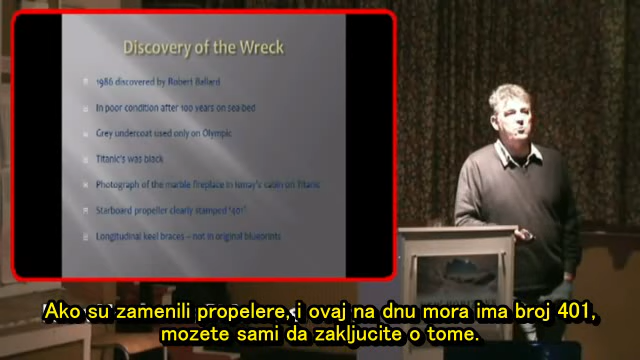 Discovery of the Wreck
1986 discovered by Robert Ballard
In poor condition after 100 years on sea-bed
Grey undercoat used only on Olympic
Titanic's was black
Photograph of the marble fireplace in Ismay's cabin on Titanic
Starboard propeller clearly stamped '401'
Longitudinal keel braces – not in original blueprints
Ako su zamenili propelere, i ovaj na dnu mora ima broj 401,
mozete sami da zakljucite o tome.